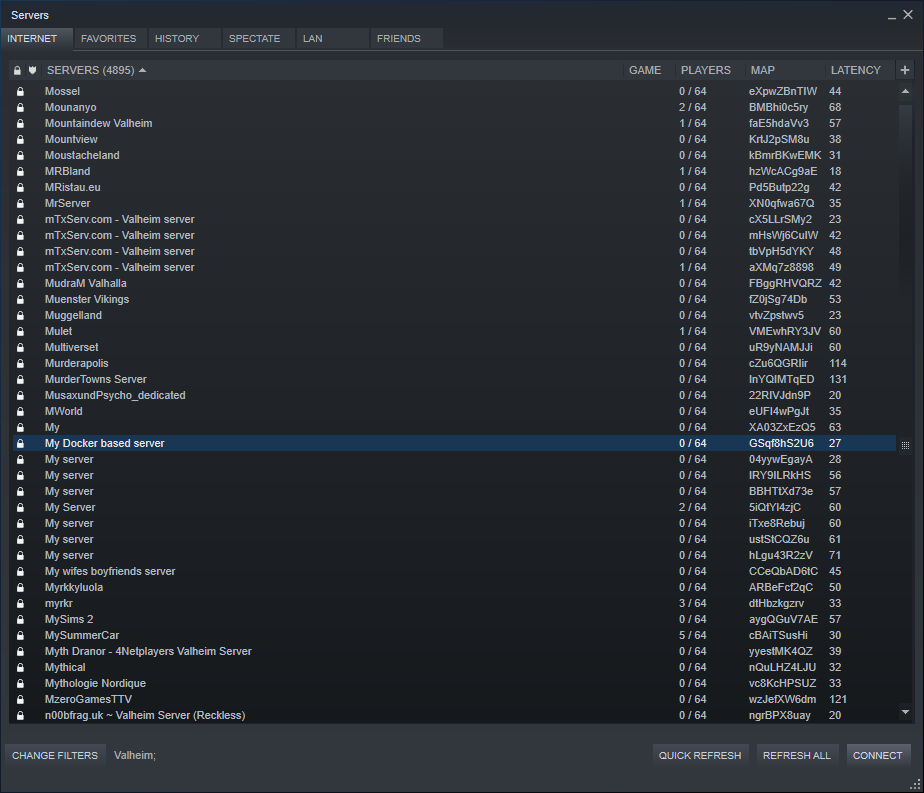 Servers
INTERNET FAVORITES HISTORY SPECTATE LAN FRIENDS
SERVERS (4895) GAME PLAYERS MAP LATENCY
Mossel 0 / 64 eXpwZBnTIW 44
Mounanyo 2 / 64 BMBhi0c5ry 68
Mountaindew Valheim 1 / 64 faE5hdaVv3 57
Mountview 0 / 64 KrtJ2pSM8u 38
Moustacheland 0 / 64 kBmrBKwEMK 31
MRBland 1 / 64 hzWcACg9aE 18
MRistau.eu 0 / 64 Pd5Butp22g 42
MrServer 1 / 64 XN0qfwa67Q 35
mTxServ.com - Valheim server 0 / 64 cX5LLrSMy2 23
mTxServ.com - Valheim server 0 / 64 mHsWj6CuIW 42
mTxServ.com - Valheim server 0 / 64 tbVpH5dYKY 48
mTxServ.com - Valheim server 1 / 64 aXMq7z8898 49
MudraM Valhalla 0 / 64 FBggRHVQRZ 42
Muenster Vikings 0 / 64 fZ0jSg74Db 53
Muggelland 0 / 64 vtvZpstwv5 23
Mulet 1 / 64 VMEwhRY3JV 60
Multiverset 0 / 64 uR9yNAMJJi 60
Murderapolis 0 / 64 cZu6QGRIir 114
MurderTowns Server 0 / 64 InYQIMTqED 131
MusaxundPsycho_dedicated 0 / 64 22RIVJdn9P 20
MWorld 0 / 64 eUFI4wPgJt 35
My 0 / 64 XA03ZxEzQ5 63
My Docker based server 0 / 64 GSqf8hS2U6 27
My server 0 / 64 04yywEgayA 28
My server 0 / 64 IRY9ILRkHS 56
My server 0 / 64 BBHTtXd73e 57
My Server 2 / 64 5iQtYI4zjC 60
My server 0 / 64 iTxe8Rebuj 60
My server 0 / 64 ustStCQZ6u 61
My server 0 / 64 hLgu43R2zV 71
My wifes boyfriends server 0 / 64 CCeQbAD6tC 45
Myrkkyluola 0 / 64 ARBeFcf2qC 50
myrkr 3 / 64 dtHbzkgzrv 33
MySims 2 0 / 64 aygQGuV7AE 57
MySummerCar 5 / 64 cBAiTSusHi 30
Myth Dranor - 4Netplayers Valheim Server 0 / 64 yyestMK4QZ 39
Mythical 0 / 64 nQuLHZ4LJU 32
Mythologie Nordique 0 / 64 vc8KcHPSUZ 33
MzeroGamesTTV 0 / 64 wzJefXW6dm 121
n00bfrag.uk ~ Valheim Server (Reckless) 0 / 64 ngrBPX8uay 20
CHANGE FILTERS Valheim; QUICK REFRESH REFRESH ALL CONNECT